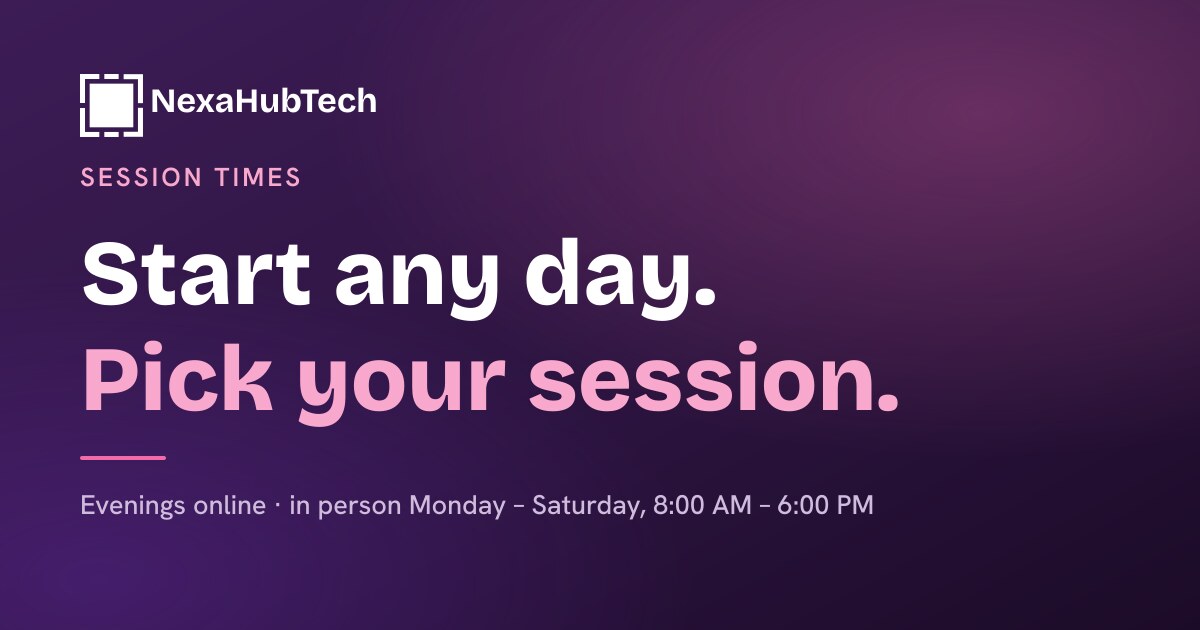 NexaHubTech
SESSION TIMES
Start any day.
Pick your session.
Evenings online · in person Monday – Saturday, 8:00 AM – 6:00 PM